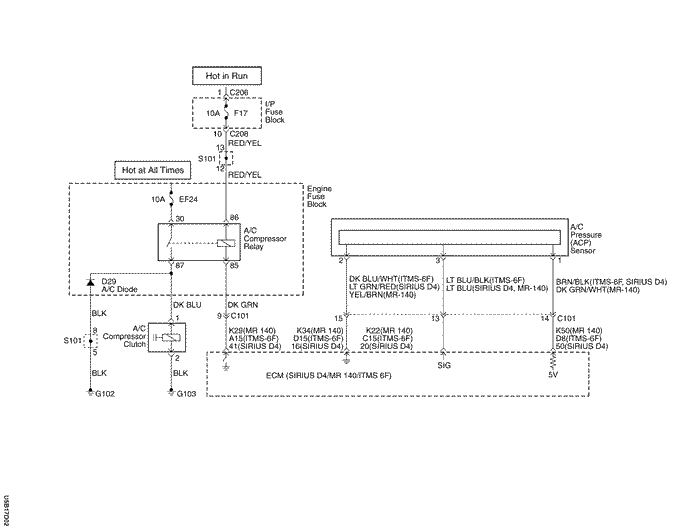 Hot in Run
1 C206
I/P
Fuse
Block
10A F17
10 C208
RED/YEL
13
S101
12
RED/YEL
Hot at All Times
Engine
Fuse
Block
10A EF24
30 86
A/C
Compressor
Relay
87 85
D29
A/C Diode
BLK
DK BLU
DK GRN
8
S101
5
BLK
G102
1
A/C
Compressor
Clutch
2
BLK
G103
9 C101
K29(MR 140)
A15(ITMS-6F)
41(SIRIUS D4)
A/C
Pressure
(ACP)
Sensor
2 3 1
DK BLU/WHT(ITMS-6F)
LT GRN/RED(SIRIUS D4)
YEL/BRN(MR-140)
LT BLU/BLK(ITMS-6F)
LT BLU(SIRIUS D4, MR-140)
BRN/BLK(ITMS-6F, SIRIUS D4)
DK GRN/WHT(MR-140)
15 13 14 C101
K34(MR 140)
D15(ITMS-6F)
16(SIRIUS D4)
K22(MR 140)
C15(ITMS-6F)
20(SIRIUS D4)
K50(MR 140)
D8(ITMS-6F)
50(SIRIUS D4)
SIG
5V
ECM (SIRIUS D4/MR 140/ITMS 6F)